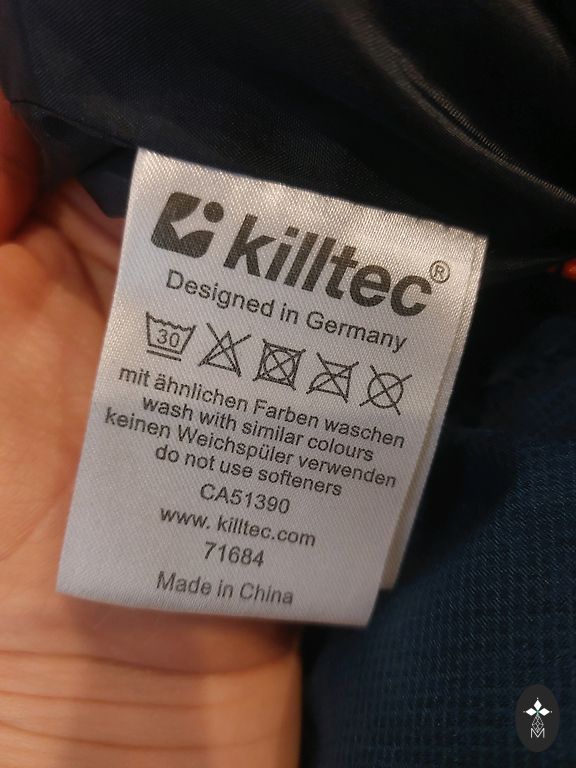 killtec®
Designed in Germany
30
mit ähnlichen Farben waschen
wash with similar colours
keinen Weichspüler verwenden
do not use softeners
CA51390
www. killtec.com
71684
Made in China
M